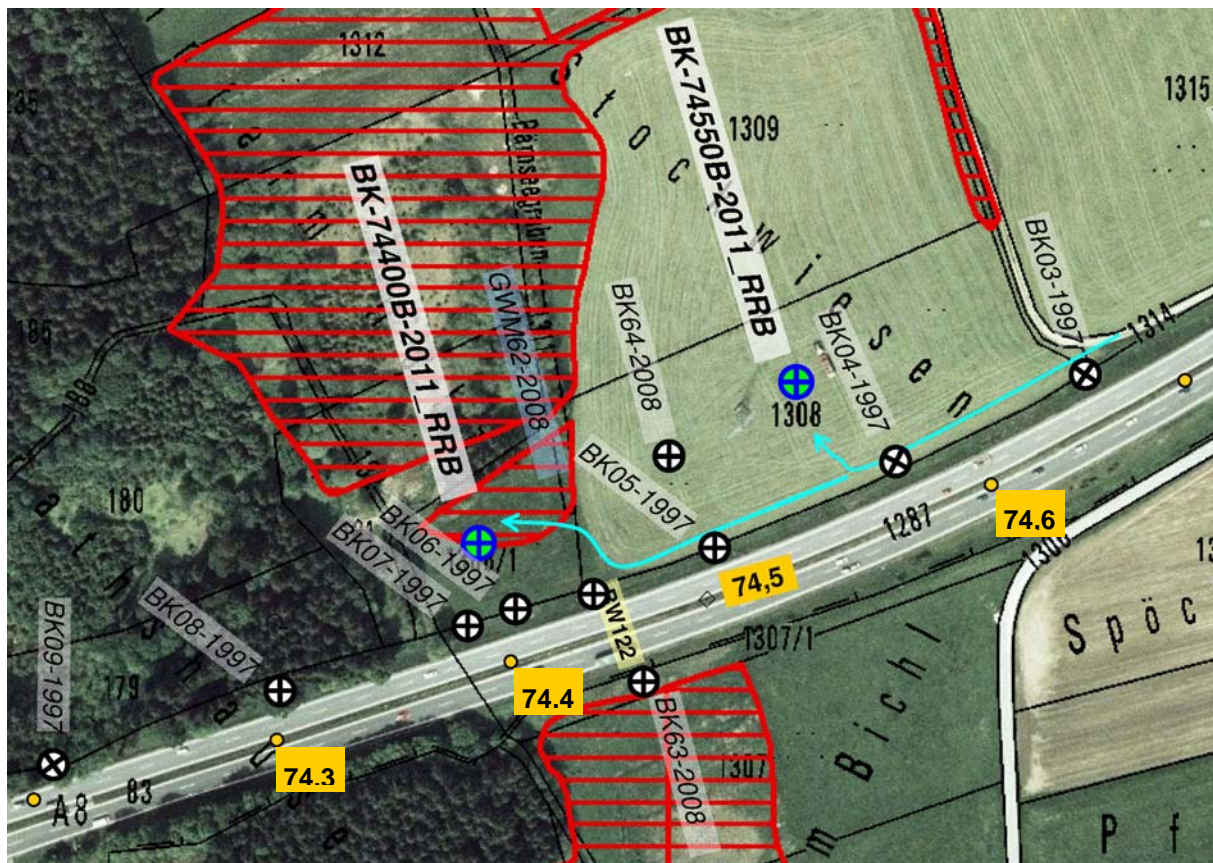 1312
1309
1315
BK-74550B-2011_RRB
BK-74400B-2011_RRB
Stockwiesen
GWM62-2008
BK64-2008
BK03-1997
1314
BK04-1997
1308
BK05-1997
185
180
BK06-1997
BK07-1997
BK08-1997
BK09-1997
179
1287
74.6
74,5
BW122
1307/1
74.4
74.3
BK63-2008
1307
Bichl
Spöc
A8
83
Pf
m